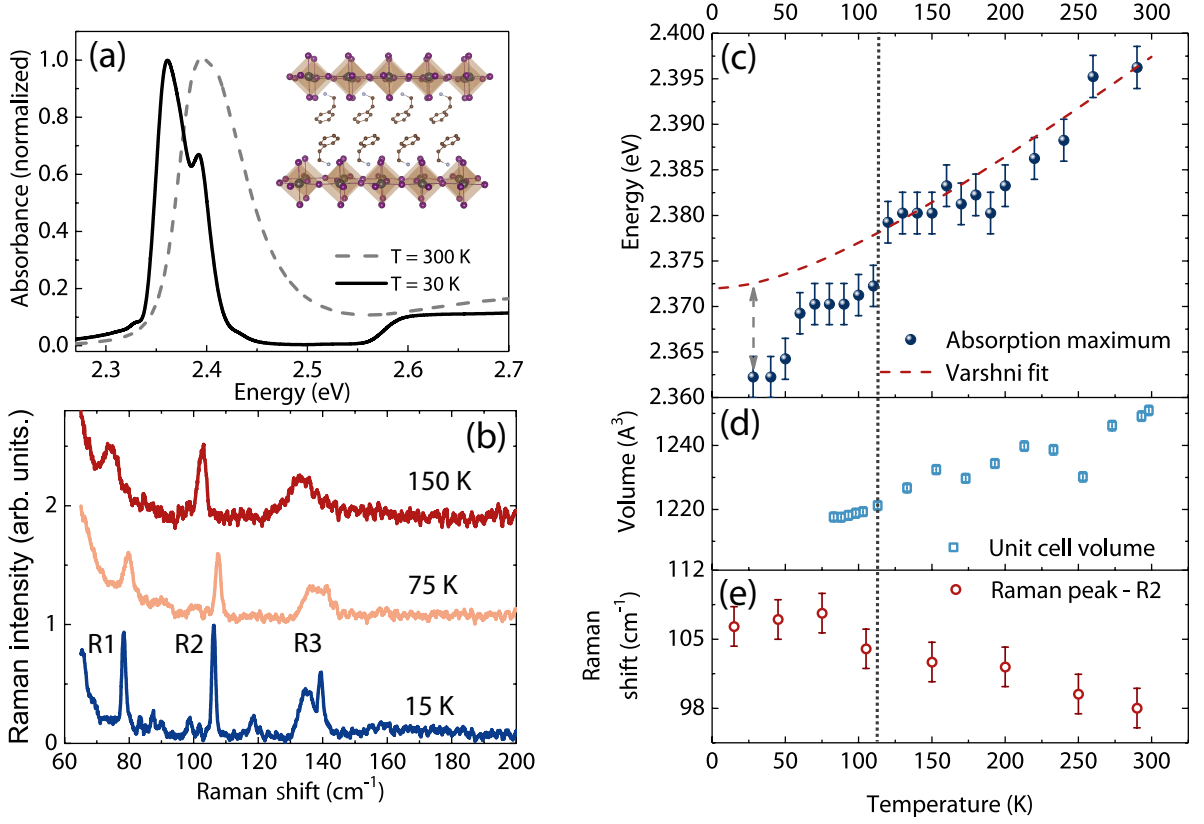 (a)
Absorbance (normalized)
1.0
0.8
0.6
0.4
0.2
0.0
T = 300 K
T = 30 K
2.3 2.4 2.5 2.6 2.7
Energy (eV)
(b)
Raman intensity (arb. units.)
2
1
0
150 K
75 K
R1 R2 R3
15 K
65 80 100 120 140 160 180 200
Raman shift (cm⁻¹)
0 50 100 150 200 250 300
(c)
Energy (eV)
2.400
2.395
2.390
2.385
2.380
2.375
2.370
2.365
2.360
Absorption maximum
Varshni fit
(d)
Volume (A³)
1240
1220
Unit cell volume
(e)
Raman
shift (cm⁻¹)
112
105
98
Raman peak - R2
0 50 100 150 200 250 300
Temperature (K)